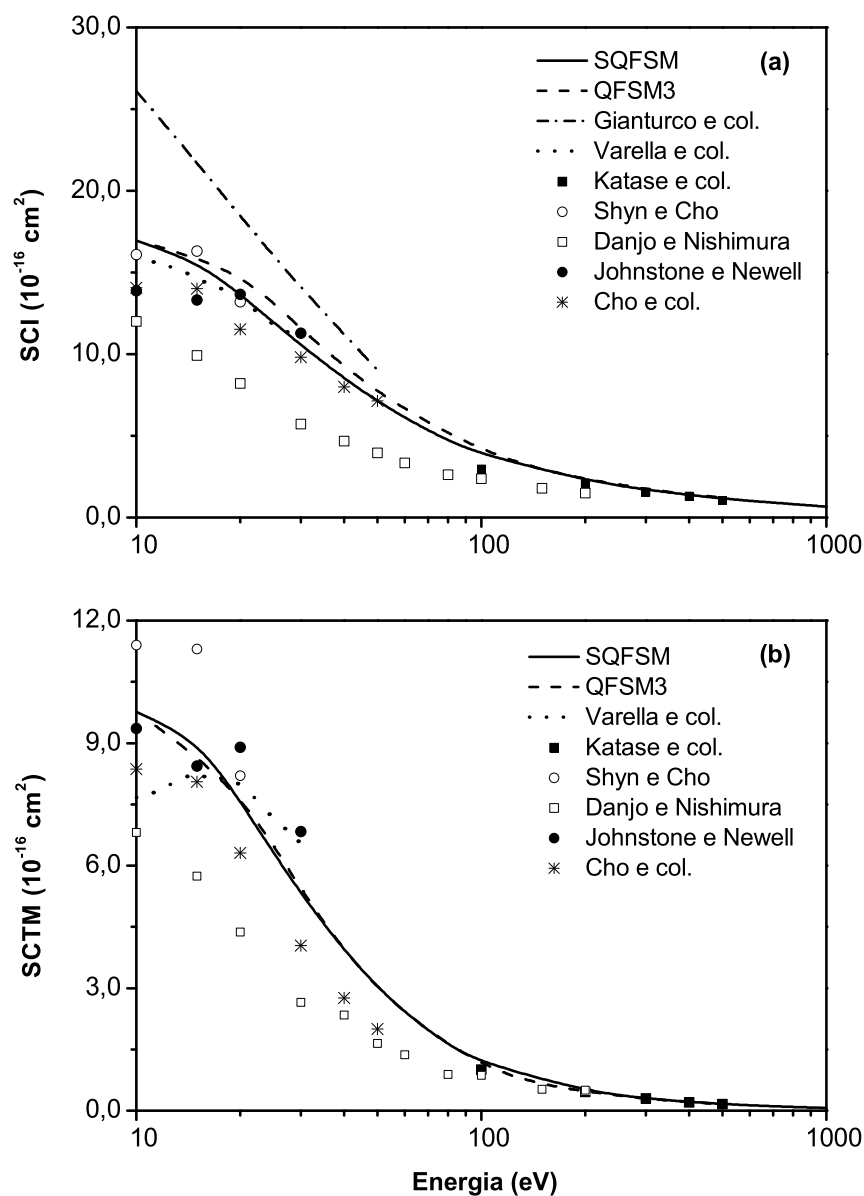 30,0
SQFSM
(a)
QFSM3
Gianturco e col.
Varella e col.
Katase e col.
Shyn e Cho
Danjo e Nishimura
Johnstone e Newell
Cho e col.
20,0
10,0
0,0
SCI (10⁻¹⁶ cm²)
10
100
1000
12,0
SQFSM
(b)
QFSM3
Varella e col.
Katase e col.
Shyn e Cho
Danjo e Nishimura
Johnstone e Newell
Cho e col.
9,0
6,0
3,0
0,0
SCTM (10⁻¹⁶ cm²)
10
100
1000
Energia (eV)